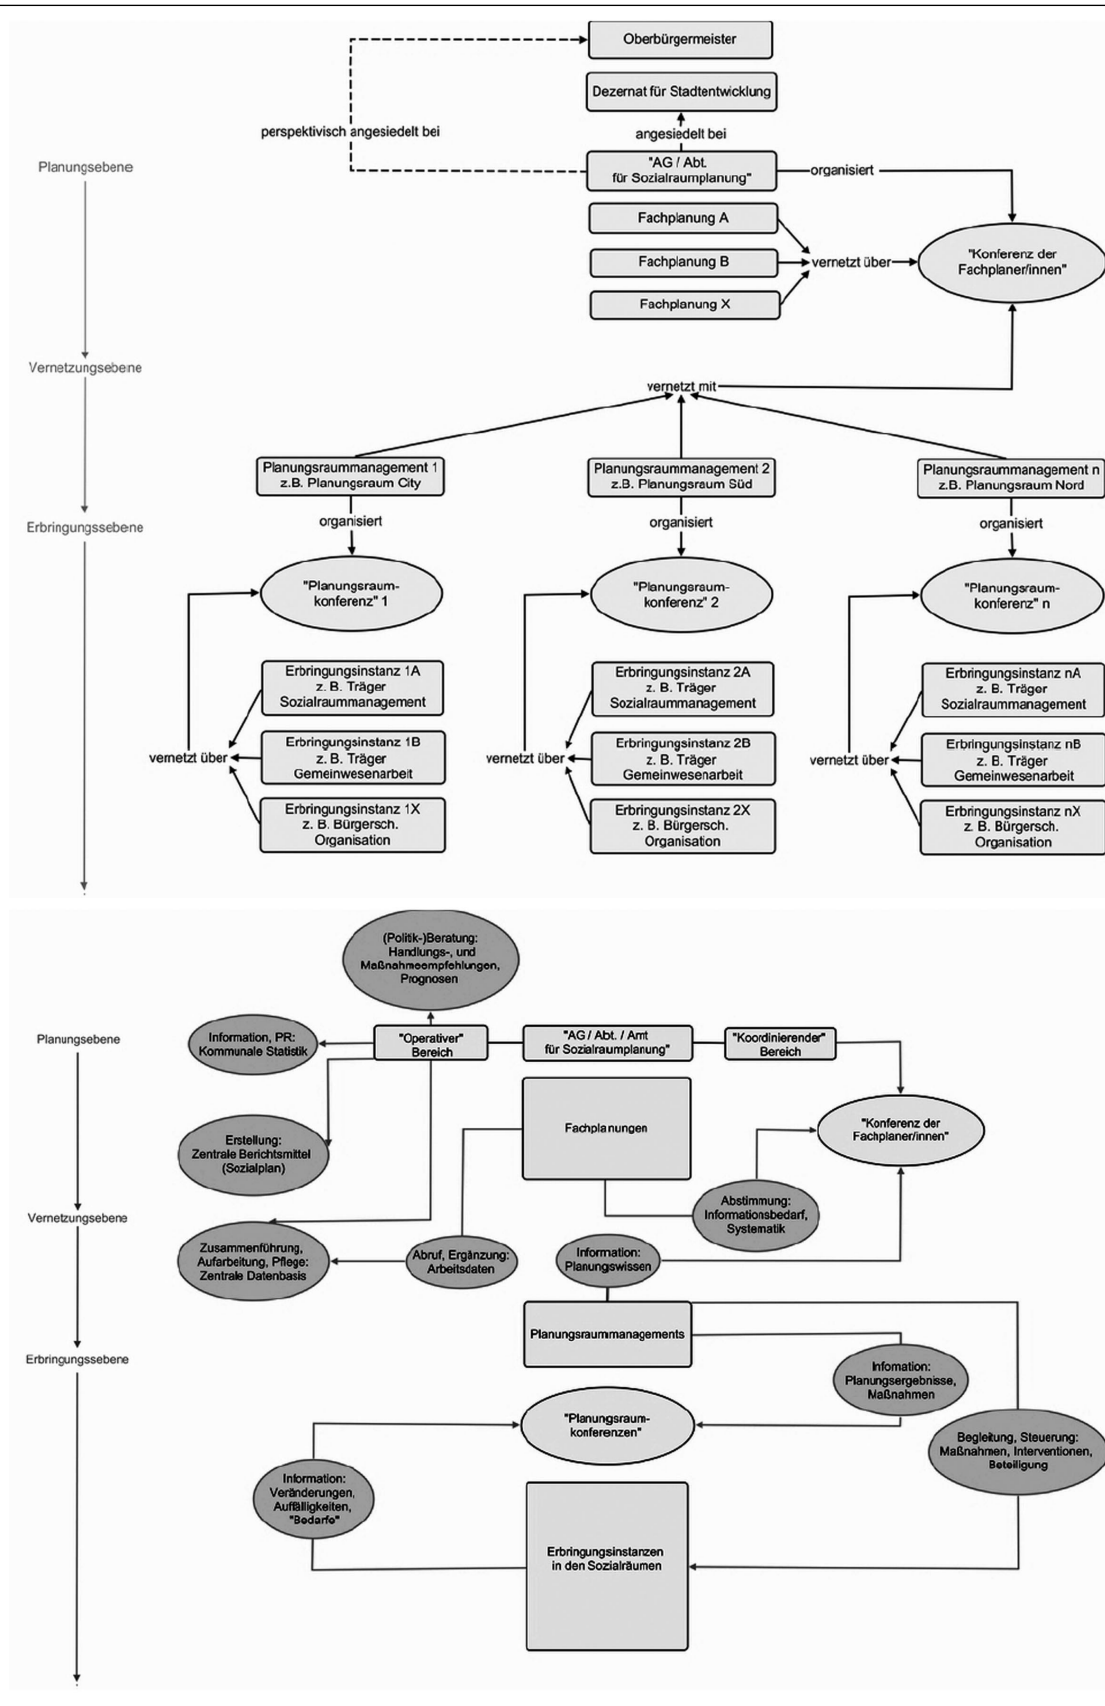 Oberbürgermeister
Dezernat für Stadtentwicklung
perspektivisch angesiedelt bei
angesiedelt bei
Planungsebene
"AG / Abt.
für Sozialraumplanung"
organisiert
Fachplanung A
Fachplanung B
Fachplanung X
vernetzt über
"Konferenz der
Fachplaner/innen"
Vernetzungsebene
vernetzt mit
Planungsraummanagement 1
z.B. Planungsraum City
Planungsraummanagement 2
z.B. Planungsraum Süd
Planungsraummanagement n
z.B. Planungsraum Nord
Erbringungssebene
organisiert
organisiert
organisiert
"Planungsraum-
konferenz" 1
"Planungsraum-
konferenz" 2
"Planungsraum-
konferenz" n
Erbringungsinstanz 1A
z. B. Träger
Sozialraummanagement
Erbringungsinstanz 2A
z. B. Träger
Sozialraummanagement
Erbringungsinstanz nA
z. B. Träger
Sozialraummanagement
vernetzt über
Erbringungsinstanz 1B
z. B. Träger
Gemeinwesenarbeit
vernetzt über
Erbringungsinstanz 2B
z. B. Träger
Gemeinwesenarbeit
vernetzt über
Erbringungsinstanz nB
z. B. Träger
Gemeinwesenarbeit
Erbringungsinstanz 1X
z. B. Bürgersch.
Organisation
Erbringungsinstanz 2X
z. B. Bürgersch.
Organisation
Erbringungsinstanz nX
z. B. Bürgersch.
Organisation
(Politik-)Beratung:
Handlungs-, und
Maßnahmeempfehlungen,
Prognosen
Planungsebene
Information, PR:
Kommunale Statistik
"Operativer"
Bereich
"AG / Abt. / Amt
für Sozialraumplanung"
"Koordinierender"
Bereich
Fachplanungen
"Konferenz der
Fachplaner/innen"
Erstellung:
Zentrale Berichtsmittel
(Sozialplan)
Vernetzungsebene
Abstimmung:
Informationsbedarf,
Systematik
Zusammenführung,
Aufarbeitung, Pflege:
Zentrale Datenbasis
Abruf, Ergänzung:
Arbeitsdaten
Information:
Planungswissen
Planungsraummanagements
Erbringungssebene
Infomation:
Planungsergebnisse,
Maßnahmen
"Planungsraum-
konferenzen"
Begleitung, Steuerung:
Maßnahmen, Interventionen,
Beteiligung
Information:
Veränderungen,
Auffälligkeiten,
"Bedarfe"
Erbringungsinstanzen
in den Sozialräumen